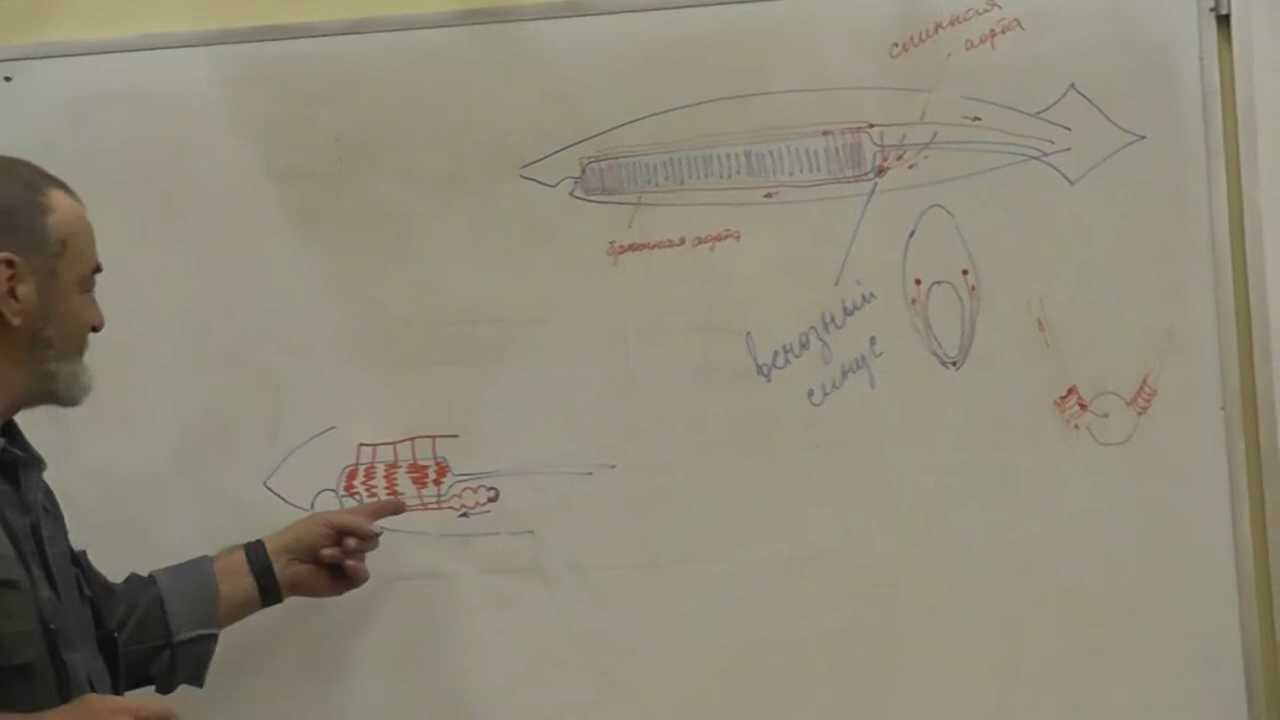 спинная
аорта
брюшная аорта
венозный
синус